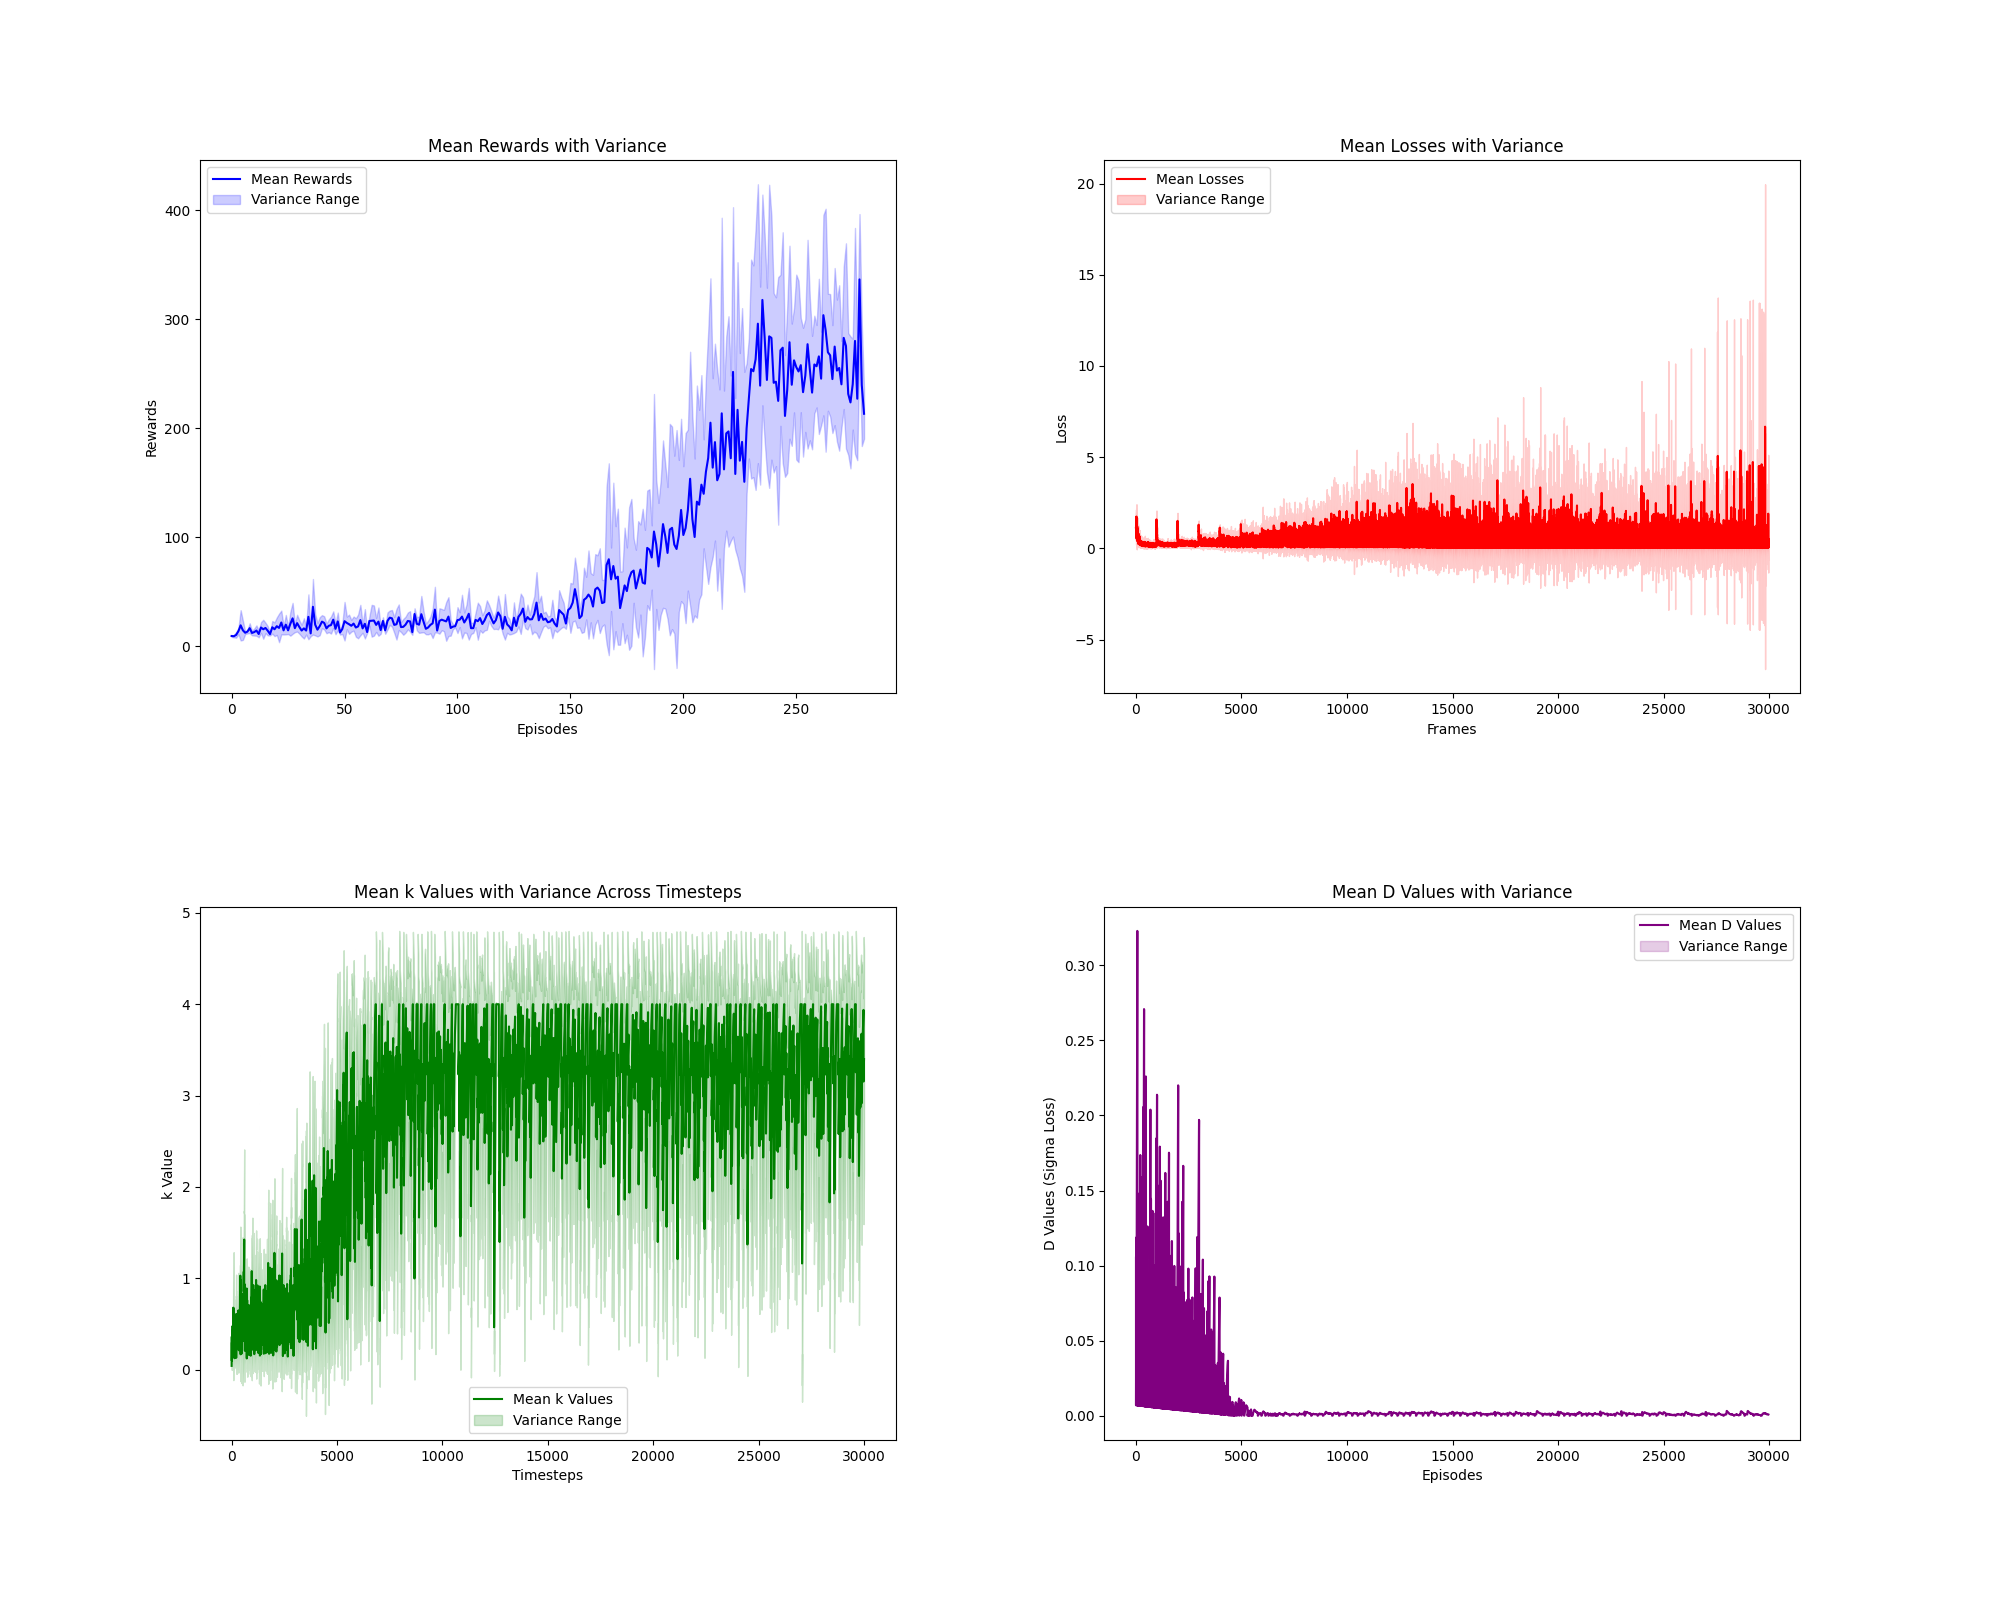 Mean Rewards with Variance
Mean Rewards
Variance Range
400
300
200
100
0
Rewards
0 50 100 150 200 250
Episodes
Mean Losses with Variance
Mean Losses
Variance Range
20
15
10
5
0
−5
Loss
0 5000 10000 15000 20000 25000 30000
Frames
Mean k Values with Variance Across Timesteps
5
4
3
2
1
0
k Value
Mean k Values
Variance Range
0 5000 10000 15000 20000 25000 30000
Timesteps
Mean D Values with Variance
Mean D Values
Variance Range
0.30
0.25
0.20
0.15
0.10
0.05
0.00
D Values (Sigma Loss)
0 5000 10000 15000 20000 25000 30000
Episodes